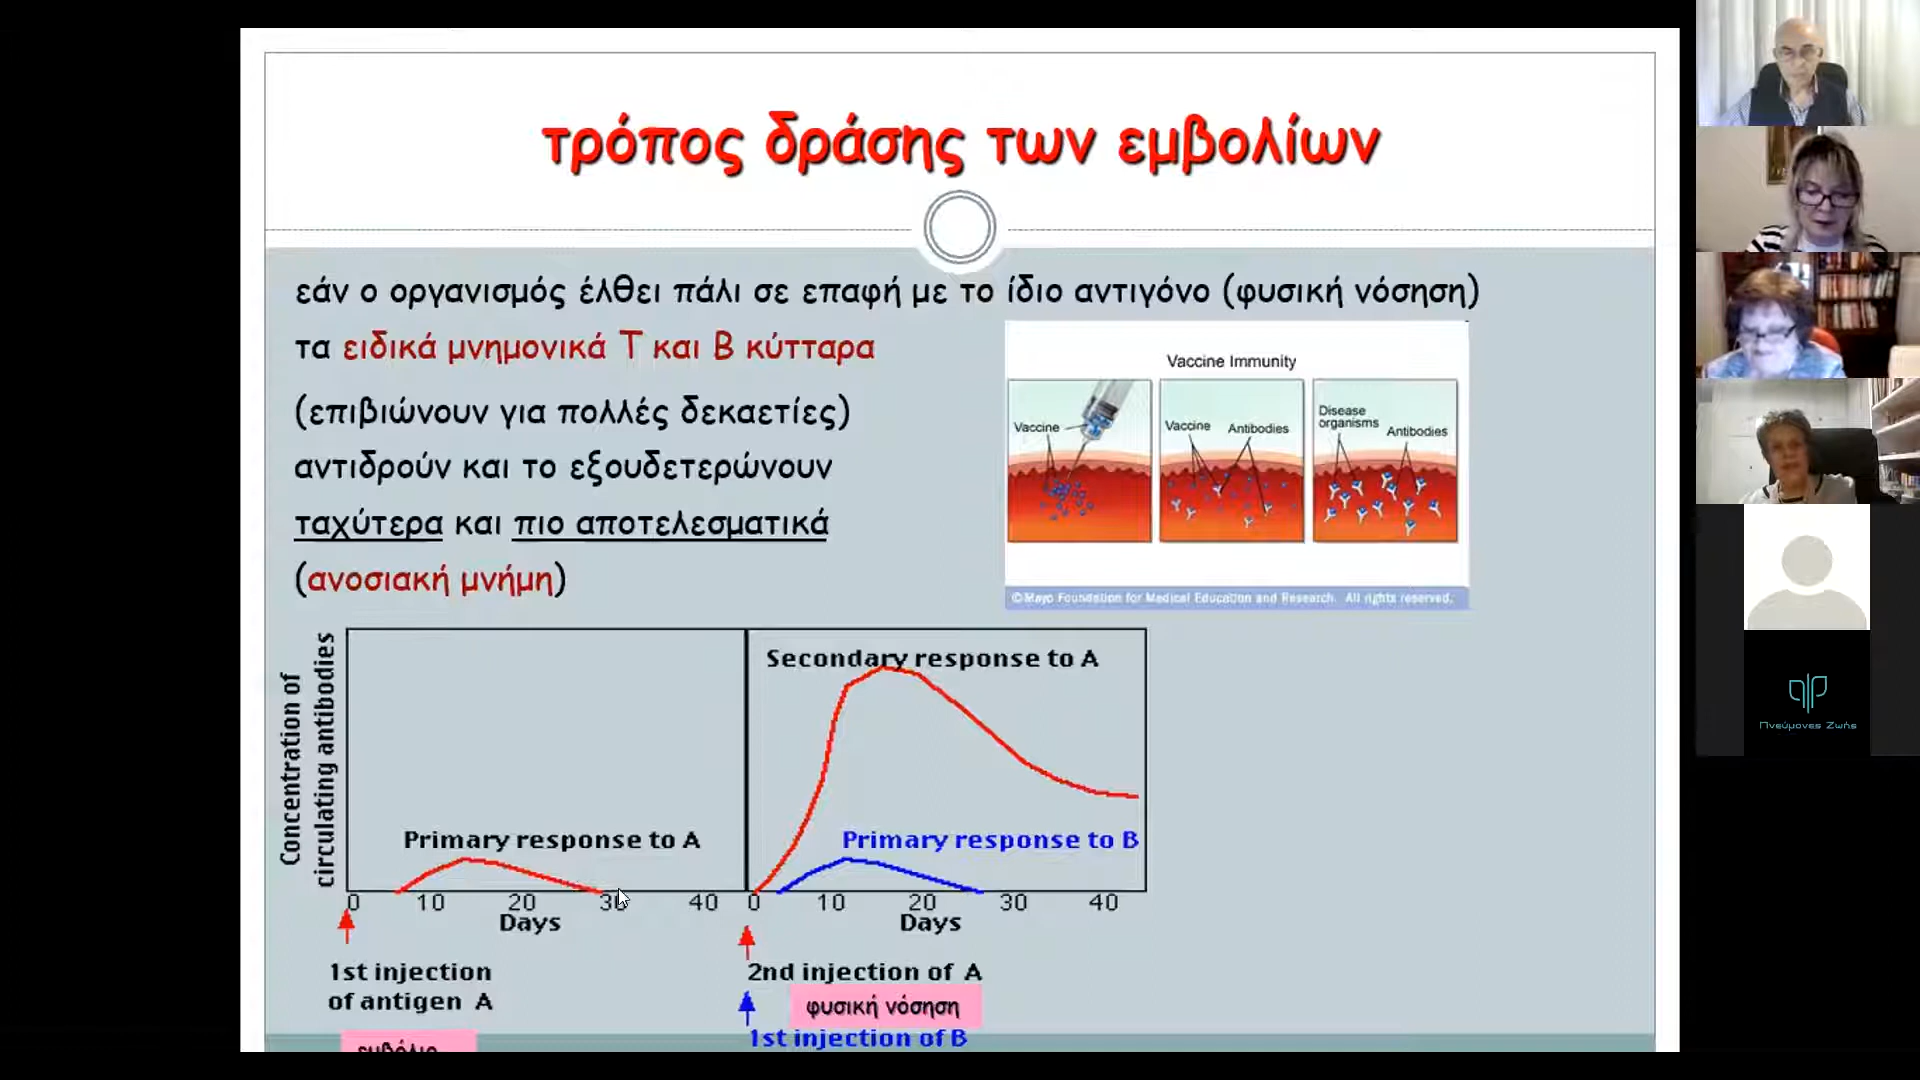 τρόπος δράσης των εμβολίων
εάν ο οργανισμός έλθει πάλι σε επαφή με το ίδιο αντιγόνο (φυσική νόσηση)
τα ειδικά μνημονικά Τ και Β κύτταρα
(επιβιώνουν για πολλές δεκαετίες)
αντιδρούν και το εξουδετερώνουν
ταχύτερα και πιο αποτελεσματικά
(ανοσιακή μνήμη)
Vaccine Immunity
Vaccine
Vaccine Antibodies
Disease
organisms
Antibodies
©Mayo Foundation for Medical Education and Research. All rights reserved.
Concentration of
circulating antibodies
Primary response to A
0 10 20 30 40
Days
Secondary response to A
Primary response to B
0 10 20 30 40
Days
1st injection
of antigen A
εμβόλιο
2nd injection of A
φυσική νόσηση
1st injection of B
Πνεύμονες Ζωής